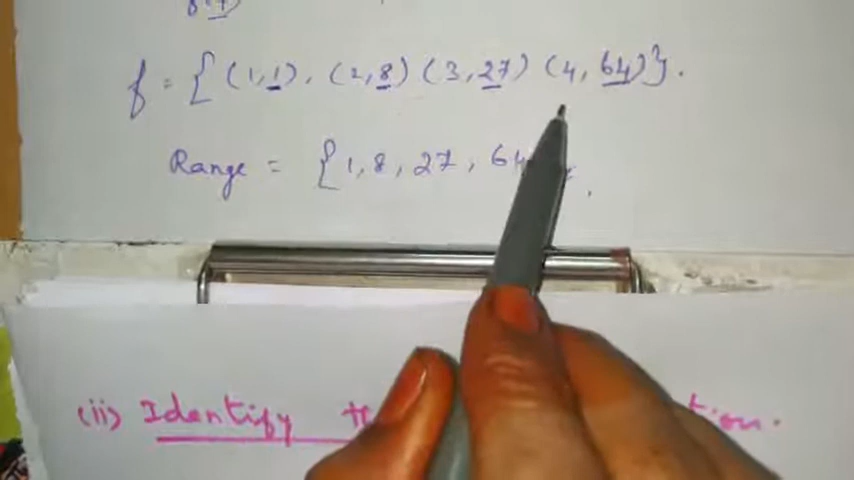 f = { (1,1), (2,8) (3,27) (4,64)}.
Range = { 1, 8, 27, 64
(ii) Identify